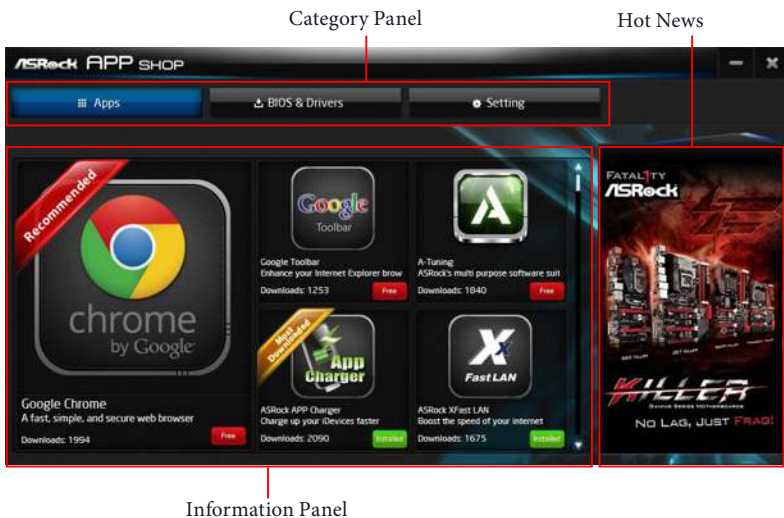 Category Panel
Hot News
ASRock APP SHOP
Apps
BIOS & Drivers
Setting
Recommended
chrome
by Google
Google Chrome
A fast, simple, and secure web browser
Downloads: 1994
Free
Google
Toolbar
Google Toolbar
Enhance your Internet Explorer brow
Downloads: 1253
Free
A
A-Tuning
ASRock's multi purpose software suit
Downloads: 1840
Free
Most
Downloaded
App
Charger
ASRock APP Charger
Charge up your iDevices faster
Downloads: 2090
Installed
X
Fast LAN
ASRock XFast LAN
Boost the speed of your internet
Downloads: 1675
Installed
FATAL1TY
ASRock
KILLER
GAMING SERIES MOTHERBOARDS
NO LAG, JUST FRAG!
Information Panel